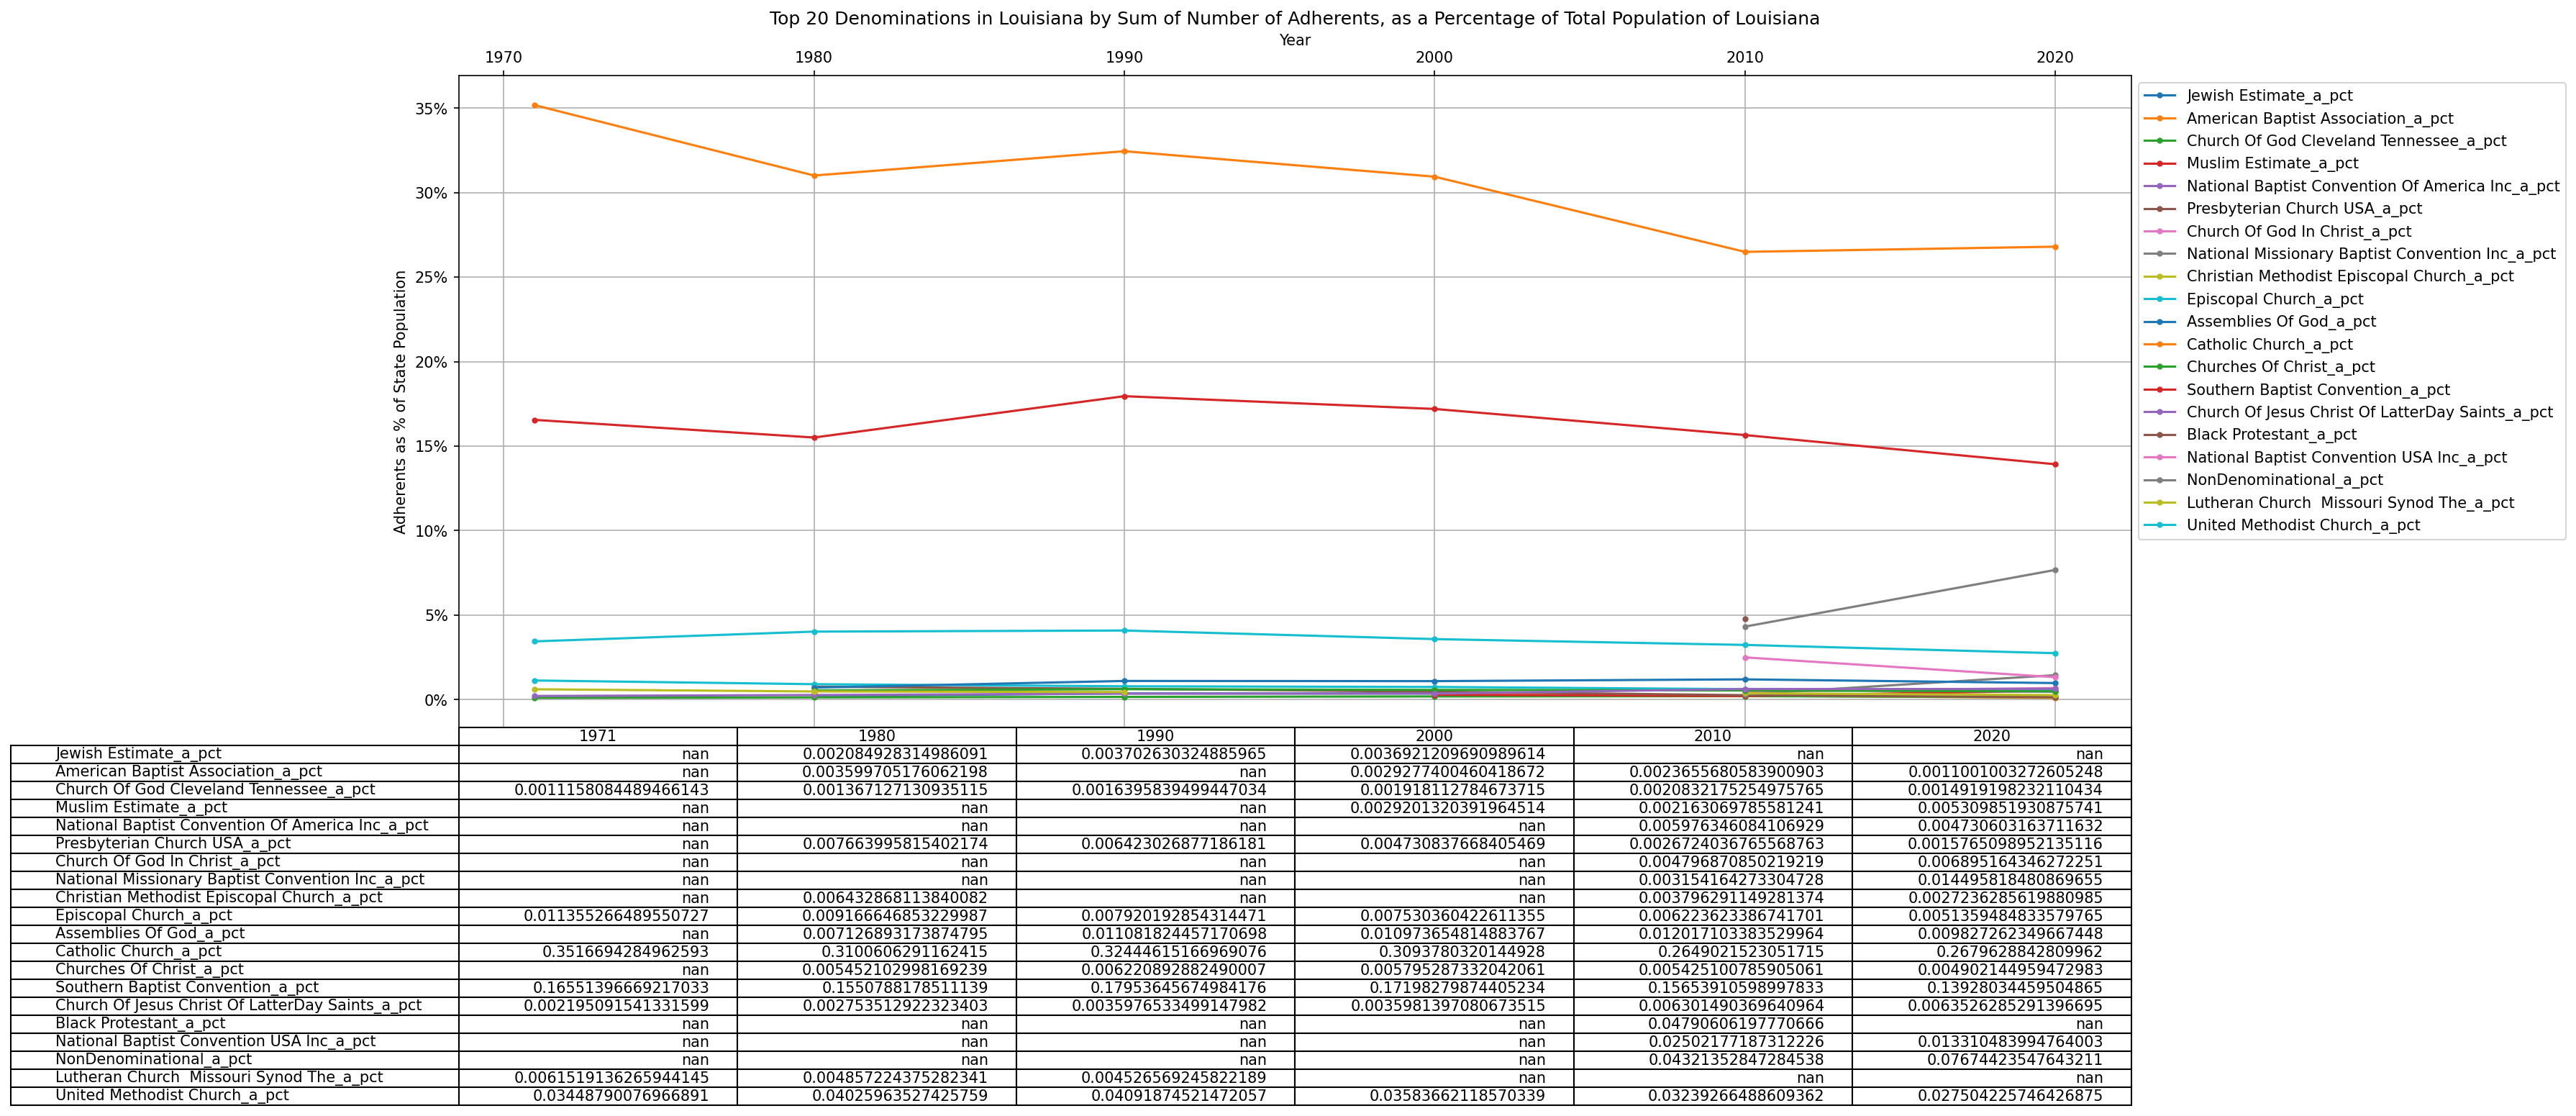 Top 20 Denominations in Louisiana by Sum of Number of Adherents, as a Percentage of Total Population of Louisiana
Year
1970 1980 1990 2000 2010 2020
35%
30%
25%
20%
15%
10%
5%
0%
Adherents as % of State Population
Jewish Estimate_a_pct
American Baptist Association_a_pct
Church Of God Cleveland Tennessee_a_pct
Muslim Estimate_a_pct
National Baptist Convention Of America Inc_a_pct
Presbyterian Church USA_a_pct
Church Of God In Christ_a_pct
National Missionary Baptist Convention Inc_a_pct
Christian Methodist Episcopal Church_a_pct
Episcopal Church_a_pct
Assemblies Of God_a_pct
Catholic Church_a_pct
Churches Of Christ_a_pct
Southern Baptist Convention_a_pct
Church Of Jesus Christ Of LatterDay Saints_a_pct
Black Protestant_a_pct
National Baptist Convention USA Inc_a_pct
NonDenominational_a_pct
Lutheran Church  Missouri Synod The_a_pct
United Methodist Church_a_pct
1971 1980 1990 2000 2010 2020
Jewish Estimate_a_pct nan 0.002084928314986091 0.003702630324885965 0.0036921209690989614 nan nan
American Baptist Association_a_pct nan 0.003599705176062198 nan 0.0029277400460418672 0.0023655680583900903 0.0011001003272605248
Church Of God Cleveland Tennessee_a_pct 0.0011158084489466143 0.001367127130935115 0.0016395839499447034 0.001918112784673715 0.0020832175254975765 0.0014919198232110434
Muslim Estimate_a_pct nan nan nan 0.0029201320391964514 0.002163069785581241 0.005309851930875741
National Baptist Convention Of America Inc_a_pct nan nan nan nan 0.005976346084106929 0.004730603163711632
Presbyterian Church USA_a_pct nan 0.007663995815402174 0.006423026877186181 0.004730837668405469 0.0026724036765568763 0.0015765098952135116
Church Of God In Christ_a_pct nan nan nan nan 0.004796870850219219 0.006895164346272251
National Missionary Baptist Convention Inc_a_pct nan nan nan nan 0.003154164273304728 0.014495818480869655
Christian Methodist Episcopal Church_a_pct nan 0.006432868113840082 nan nan 0.003796291149281374 0.0027236285619880985
Episcopal Church_a_pct 0.011355266489550727 0.009166646853229987 0.007920192854314471 0.007530360422611355 0.006223623386741701 0.0051359484833579765
Assemblies Of God_a_pct nan 0.007126893173874795 0.011081824457170698 0.010973654814883767 0.012017103383529964 0.009827262349667448
Catholic Church_a_pct 0.35166942849625​93 0.3100606291162415 0.32444615166969076 0.3093780320144928 0.2649021523051715 0.2679628842809962
Churches Of Christ_a_pct nan 0.005452102998169239 0.006220892882490007 0.005795287332042061 0.005425100785905061 0.004902144959472983
Southern Baptist Convention_a_pct 0.16551396669217033 0.1550788178511139 0.17953645674984176 0.17198279874405234 0.15653910598997833 0.13928034459504865
Church Of Jesus Christ Of LatterDay Saints_a_pct 0.002195091541331599 0.002753512922323403 0.0035976533499147982 0.0035981397080673515 0.006301490369640964 0.0063526285291396695
Black Protestant_a_pct nan nan nan nan 0.04790606197770666 nan
National Baptist Convention USA Inc_a_pct nan nan nan nan 0.02502177187312226 0.013310483994764003
NonDenominational_a_pct nan nan nan nan 0.04321352847284538 0.07674423547643211
Lutheran Church  Missouri Synod The_a_pct 0.0061519136265944145 0.004857224375282341 0.004526569245822189 nan nan nan
United Methodist Church_a_pct 0.03448790076966891 0.04025963527425759 0.04091874521472057 0.03583662118570339 0.03239266488609362 0.027504225746426875